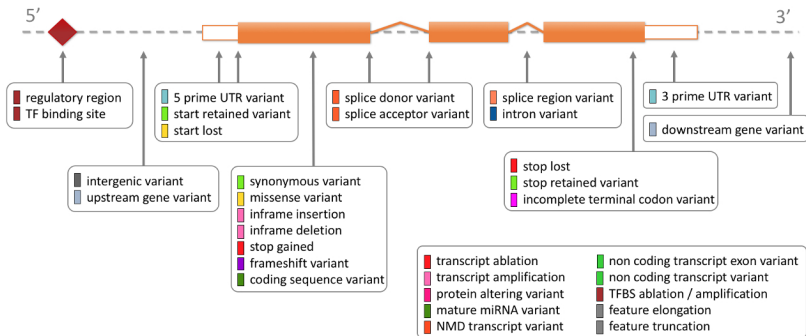 5’
3’
regulatory region
TF binding site
5 prime UTR variant
start retained variant
start lost
splice donor variant
splice acceptor variant
splice region variant
intron variant
3 prime UTR variant
downstream gene variant
intergenic variant
upstream gene variant
synonymous variant
missense variant
inframe insertion
inframe deletion
stop gained
frameshift variant
coding sequence variant
stop lost
stop retained variant
incomplete terminal codon variant
transcript ablation
transcript amplification
protein altering variant
mature miRNA variant
NMD transcript variant
non coding transcript exon variant
non coding transcript variant
TFBS ablation / amplification
feature elongation
feature truncation